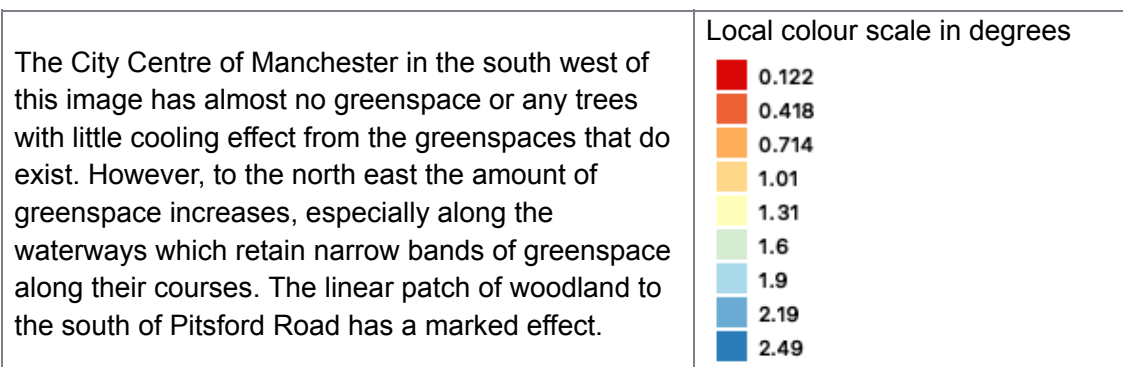 The City Centre of Manchester in the south west of
this image has almost no greenspace or any trees
with little cooling effect from the greenspaces that do
exist. However, to the north east the amount of
greenspace increases, especially along the
waterways which retain narrow bands of greenspace
along their courses. The linear patch of woodland to
the south of Pitsford Road has a marked effect.
Local colour scale in degrees
0.122
0.418
0.714
1.01
1.31
1.6
1.9
2.19
2.49